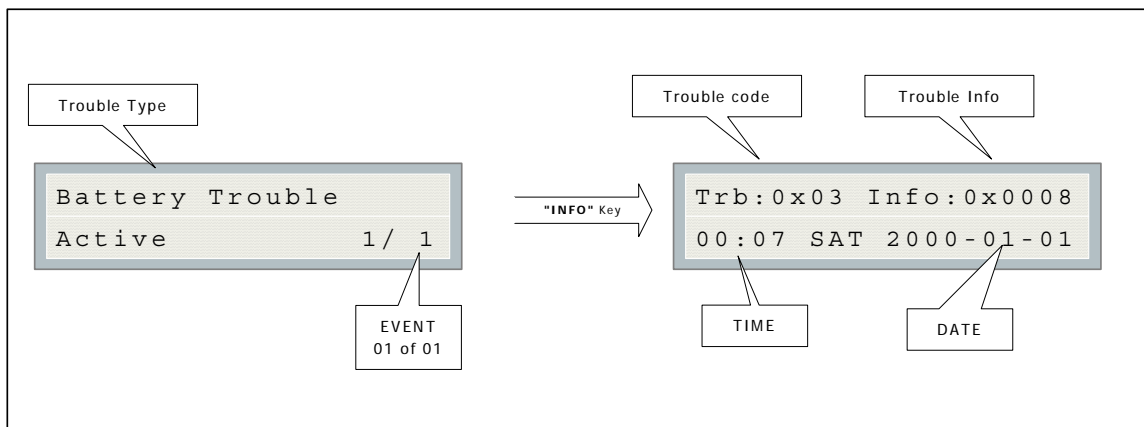 Trouble Type
Battery Trouble
Active 1/ 1
EVENT
01 of 01
"INFO" Key
Trouble code
Trouble Info
Trb:0x03 Info:0x0008
00:07 SAT 2000-01-01
TIME
DATE